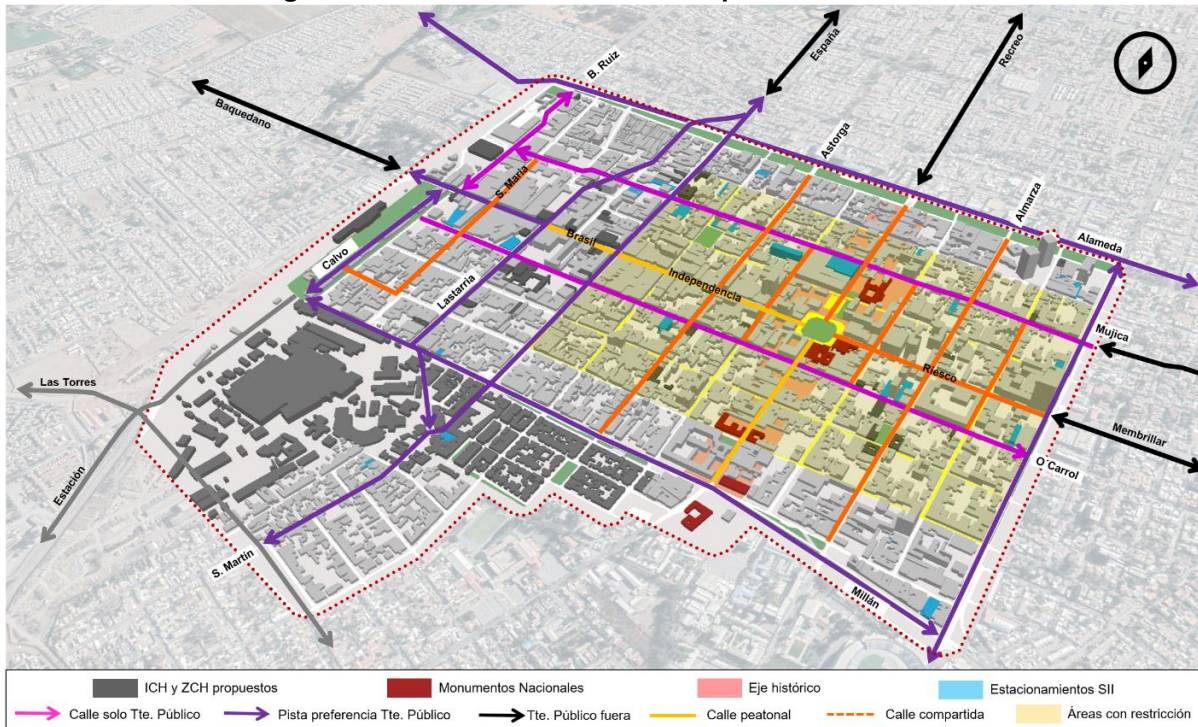 B. Ruiz
España
Recreo
Baquedano
Astorga
S. María
Almarza
Alameda
Calvo
Brasil
Lastarria
Independencia
Mujica
Riesco
Las Torres
Membrillar
O´Carrol
Estación
S. Martín
Millán
ICH y ZCH propuestos
Monumentos Nacionales
Eje histórico
Estacionamientos SII
Calle solo Tte. Público
Pista preferencia Tte. Público
Tte. Público fuera
Calle peatonal
Calle compartida
Áreas con restricción